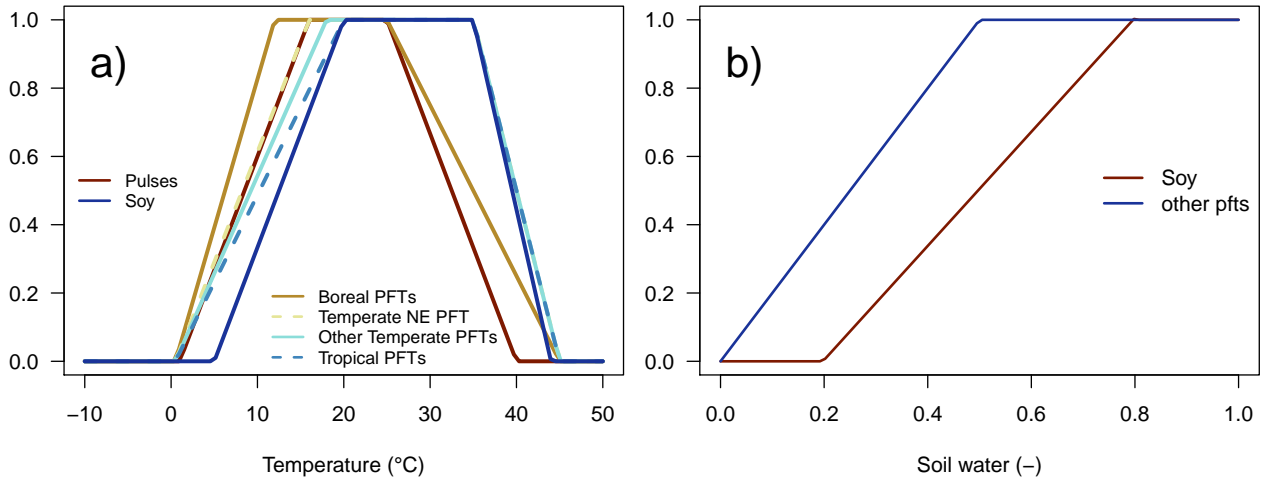 a)
1.0
0.8
0.6
0.4
0.2
0.0
Pulses
Soy
Boreal PFTs
Temperate NE PFT
Other Temperate PFTs
Tropical PFTs
−10 0 10 20 30 40 50
Temperature (°C)
b)
1.0
0.8
0.6
0.4
0.2
0.0
Soy
other pfts
0.0 0.2 0.4 0.6 0.8 1.0
Soil water (−)